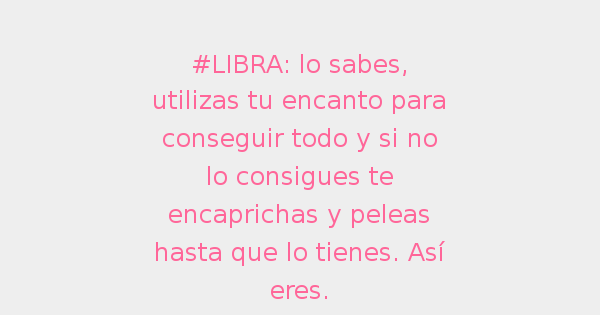 #LIBRA: lo sabes,
utilizas tu encanto para
conseguir todo y si no
lo consigues te
encaprichas y peleas
hasta que lo tienes. Así
eres.